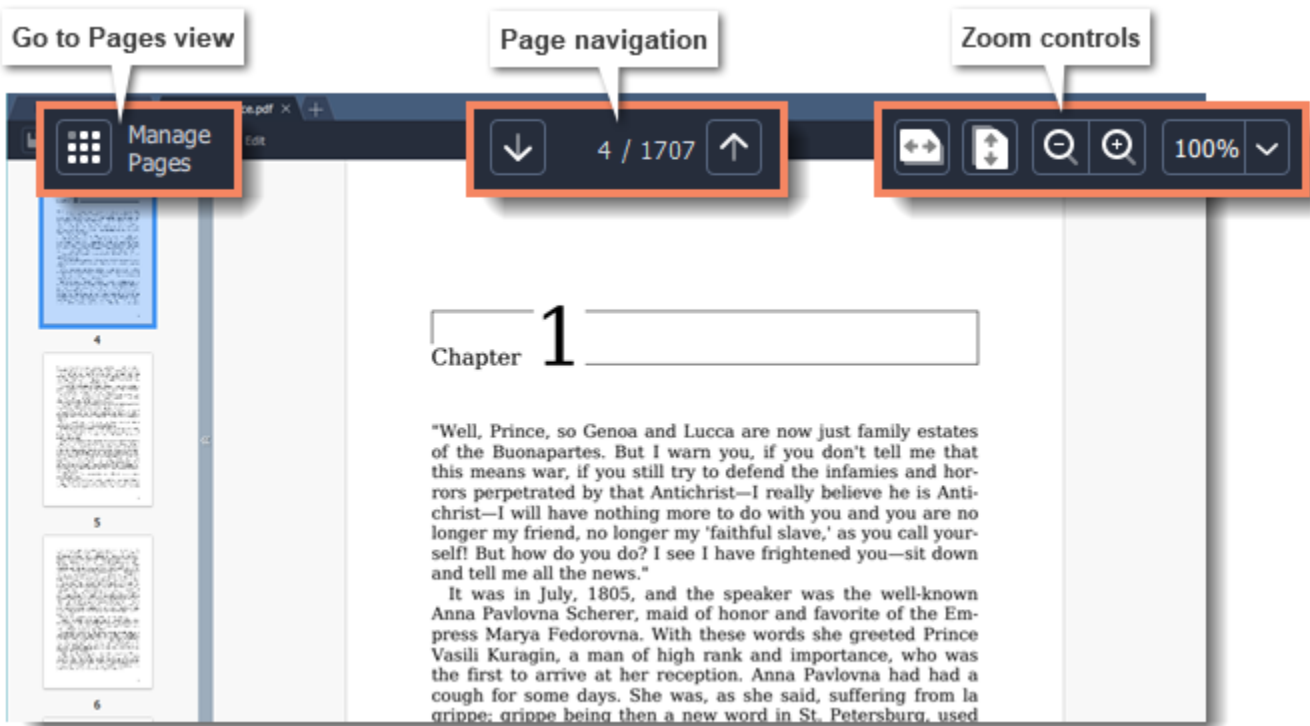 Go to Pages view
Page navigation
Zoom controls
ce.pdf
Manage
Pages
Edit
4 / 1707
100%
4
5
6
Chapter 1
"Well, Prince, so Genoa and Lucca are now just family estates
of the Buonapartes. But I warn you, if you don't tell me that
this means war, if you still try to defend the infamies and hor-
rors perpetrated by that Antichrist—I really believe he is Anti-
christ—I will have nothing more to do with you and you are no
longer my friend, no longer my 'faithful slave,' as you call your-
self! But how do you do? I see I have frightened you—sit down
and tell me all the news."
It was in July, 1805, and the speaker was the well-known
Anna Pavlovna Scherer, maid of honor and favorite of the Em-
press Marya Fedorovna. With these words she greeted Prince
Vasili Kuragin, a man of high rank and importance, who was
the first to arrive at her reception. Anna Pavlovna had had a
cough for some days. She was, as she said, suffering from la
grippe; grippe being then a new word in St. Petersburg, used